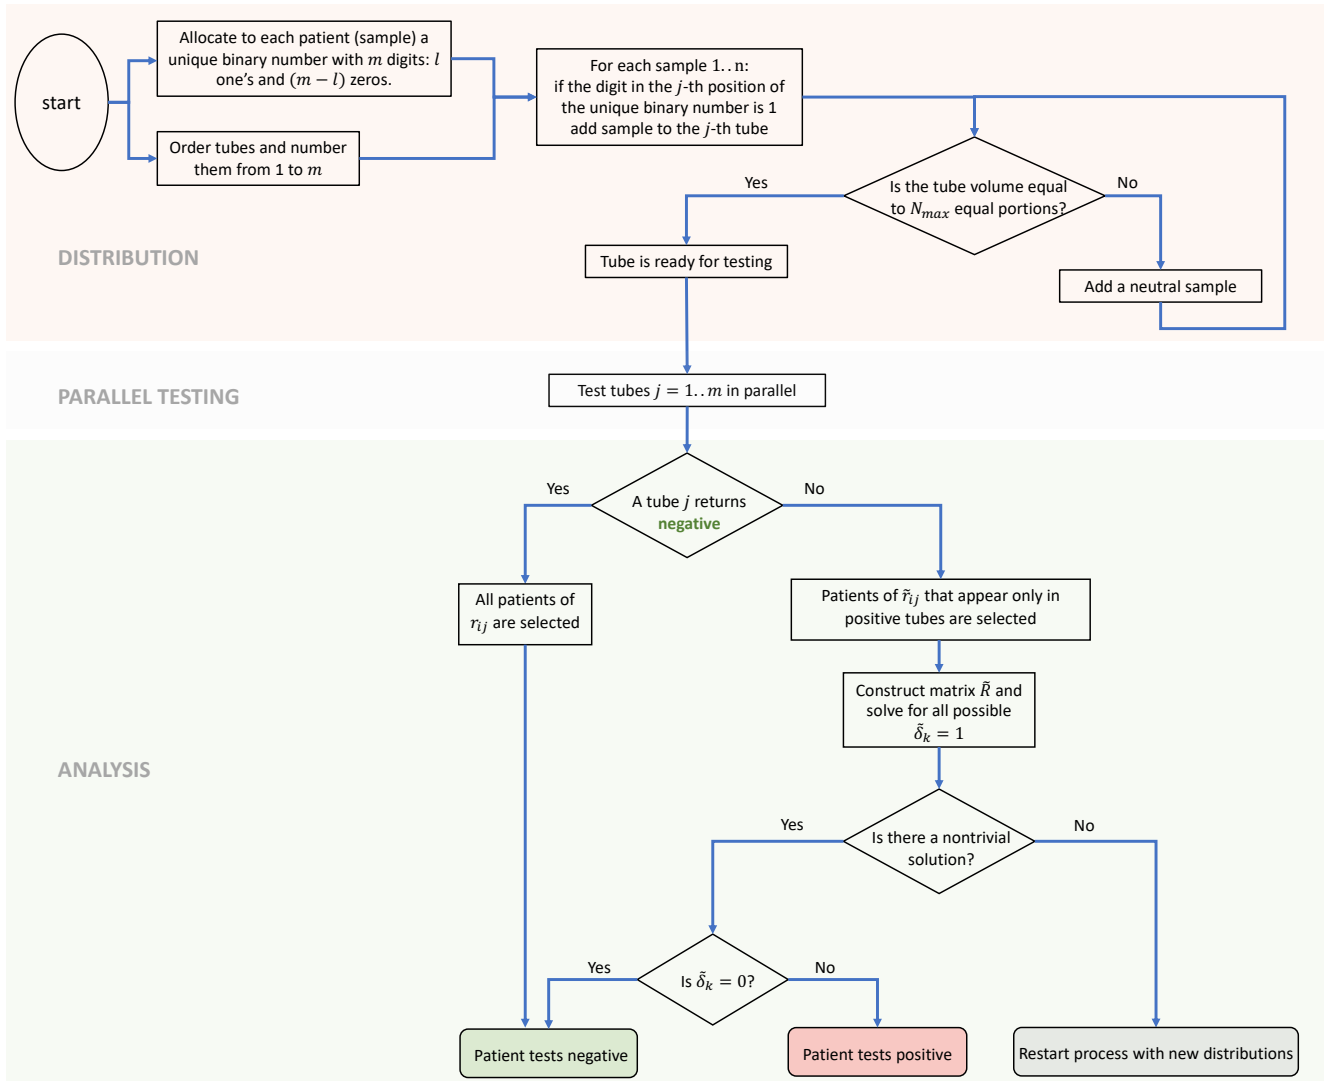 start
Allocate to each patient (sample) a
unique binary number with m digits: l
one's and (m − l) zeros.
Order tubes and number
them from 1 to m
For each sample 1..n:
if the digit in the j-th position of
the unique binary number is 1
add sample to the j-th tube
Is the tube volume equal
to N_max equal portions?
Yes
No
Tube is ready for testing
Add a neutral sample
DISTRIBUTION
PARALLEL TESTING
Test tubes j = 1..m in parallel
A tube j returns
negative
Yes
No
All patients of
r_ij are selected
Patients of r̃_ij that appear only in
positive tubes are selected
Construct matrix R̃ and
solve for all possible
δ̃_k = 1
ANALYSIS
Is there a nontrivial
solution?
Yes
No
Is δ̃_k = 0?
Yes
No
Patient tests negative
Patient tests positive
Restart process with new distributions